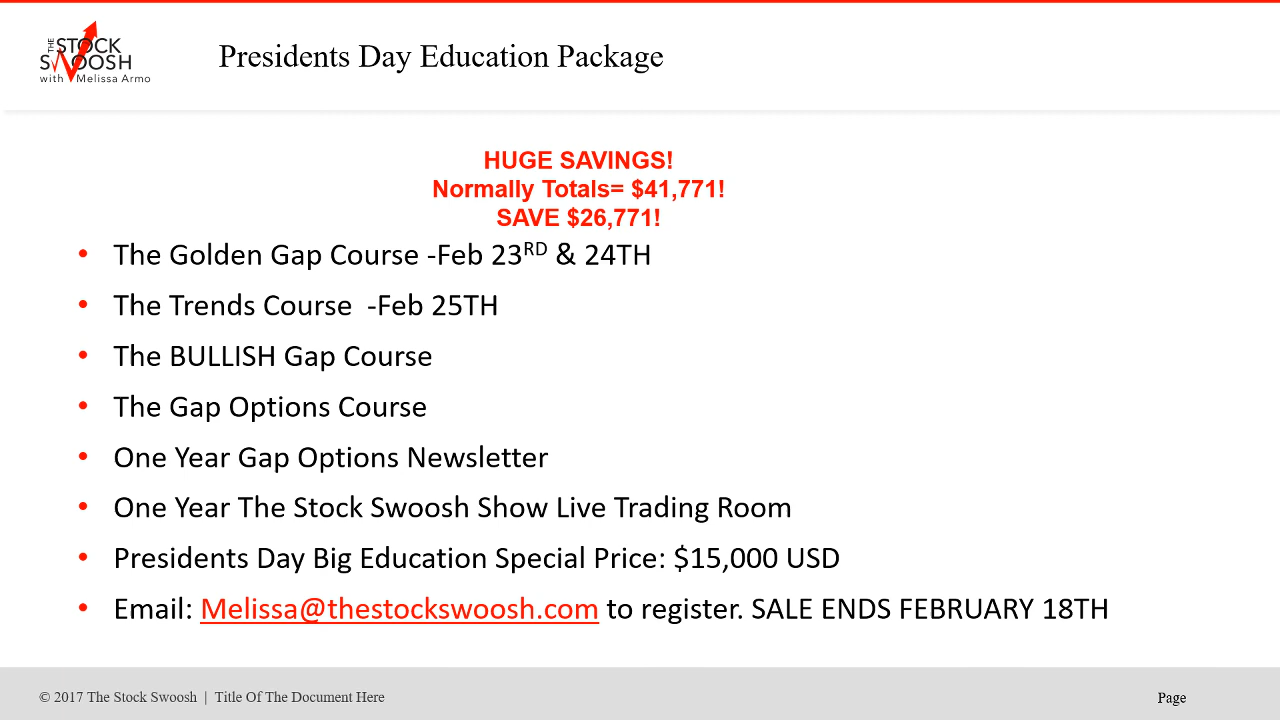 THE STOCK
SWOOSH
with Melissa Armo
Presidents Day Education Package
HUGE SAVINGS!
Normally Totals= $41,771!
SAVE $26,771!
• The Golden Gap Course -Feb 23RD & 24TH
• The Trends Course  -Feb 25TH
• The BULLISH Gap Course
• The Gap Options Course
• One Year Gap Options Newsletter
• One Year The Stock Swoosh Show Live Trading Room
• Presidents Day Big Education Special Price: $15,000 USD
• Email: Melissa@thestockswoosh.com to register. SALE ENDS FEBRUARY 18TH
© 2017 The Stock Swoosh | Title Of The Document Here
Page